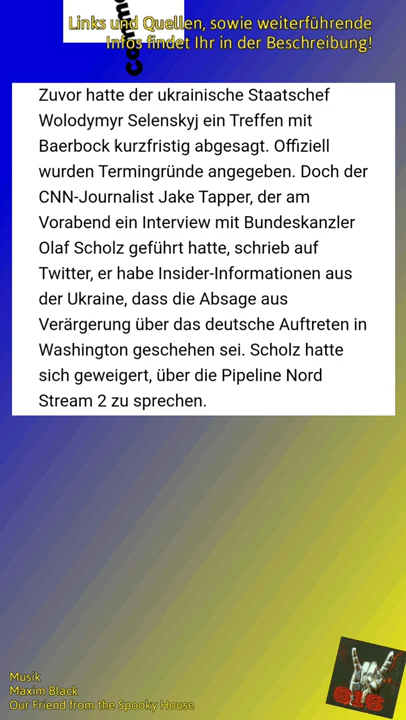 Links und Quellen, sowie weiterführende
Infos findet Ihr in der Beschreibung!
Zuvor hatte der ukrainische Staatschef
Wolodymyr Selenskyj ein Treffen mit
Baerbock kurzfristig abgesagt. Offiziell
wurden Termingründe angegeben. Doch der
CNN-Journalist Jake Tapper, der am
Vorabend ein Interview mit Bundeskanzler
Olaf Scholz geführt hatte, schrieb auf
Twitter, er habe Insider-Informationen aus
der Ukraine, dass die Absage aus
Verärgerung über das deutsche Auftreten in
Washington geschehen sei. Scholz hatte
sich geweigert, über die Pipeline Nord
Stream 2 zu sprechen.
Musik
Maxim Black
Our Friend from the Spooky House